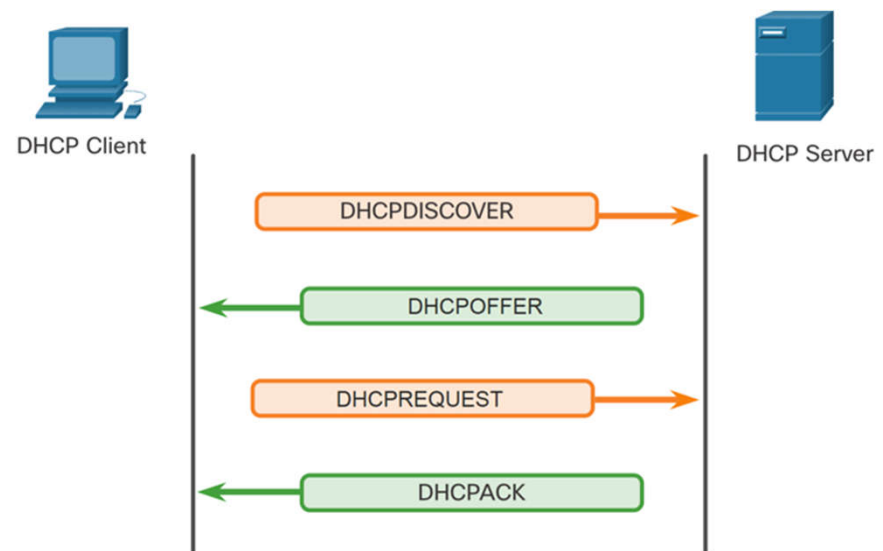 DHCP Client
DHCP Server
DHCPDISCOVER
DHCPOFFER
DHCPREQUEST
DHCPACK